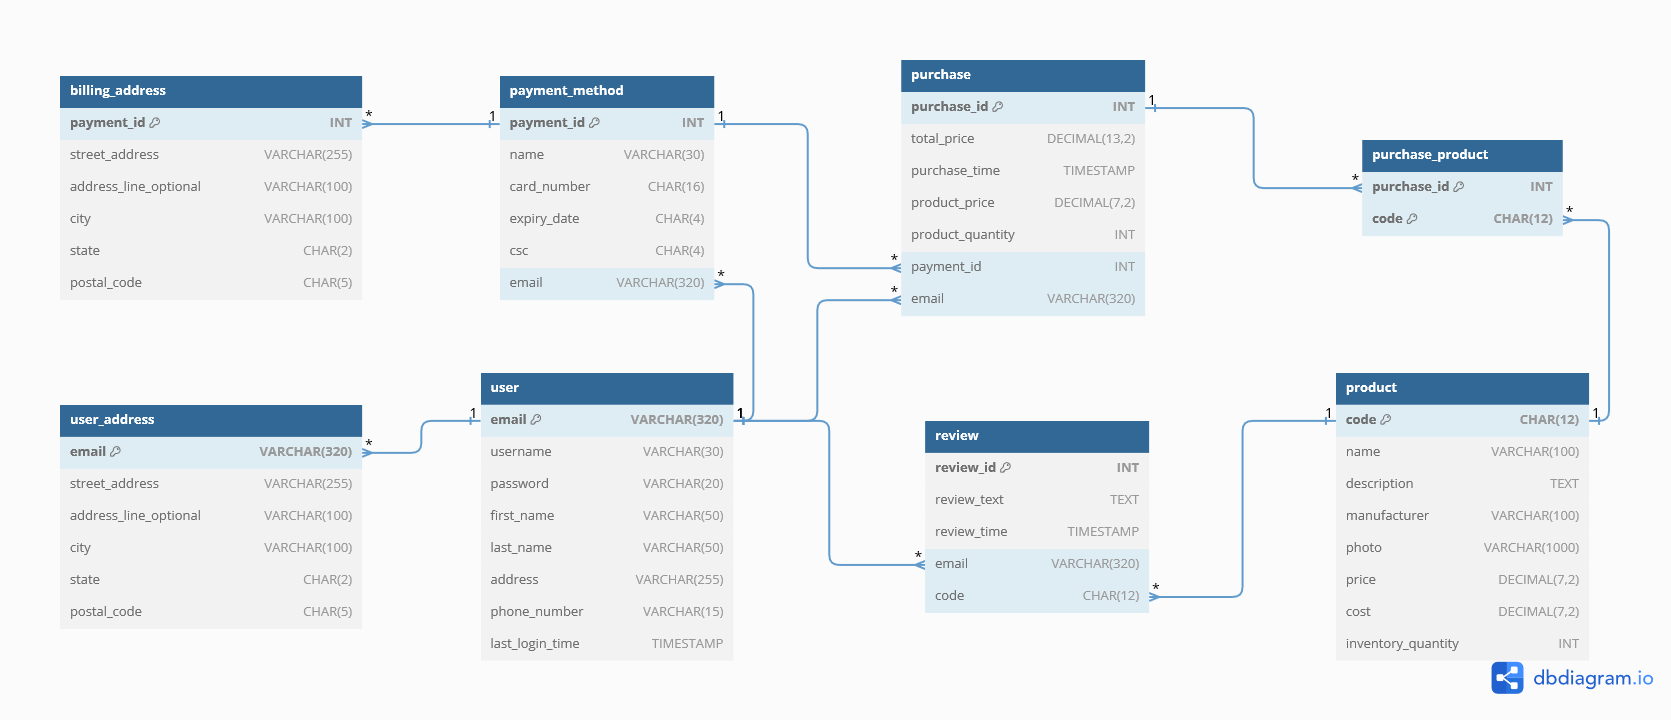 billing_address
payment_id INT
street_address VARCHAR(255)
address_line_optional VARCHAR(100)
city VARCHAR(100)
state CHAR(2)
postal_code CHAR(5)
* 1
payment_method
payment_id INT
name VARCHAR(30)
card_number CHAR(16)
expiry_date CHAR(4)
csc CHAR(4)
email VARCHAR(320)
1
*
purchase
purchase_id INT
total_price DECIMAL(13,2)
purchase_time TIMESTAMP
product_price DECIMAL(7,2)
product_quantity INT
payment_id INT
email VARCHAR(320)
*
*
1
purchase_product
purchase_id INT
code CHAR(12)
*
*
user_address
email VARCHAR(320)
street_address VARCHAR(255)
address_line_optional VARCHAR(100)
city VARCHAR(100)
state CHAR(2)
postal_code CHAR(5)
*
1
user
email VARCHAR(320)
username VARCHAR(30)
password VARCHAR(20)
first_name VARCHAR(50)
last_name VARCHAR(50)
address VARCHAR(255)
phone_number VARCHAR(15)
last_login_time TIMESTAMP
1
review
review_id INT
review_text TEXT
review_time TIMESTAMP
email VARCHAR(320)
code CHAR(12)
*
*
1
product
code CHAR(12)
name VARCHAR(100)
description TEXT
manufacturer VARCHAR(100)
photo VARCHAR(1000)
price DECIMAL(7,2)
cost DECIMAL(7,2)
inventory_quantity INT
1
dbdiagram.io